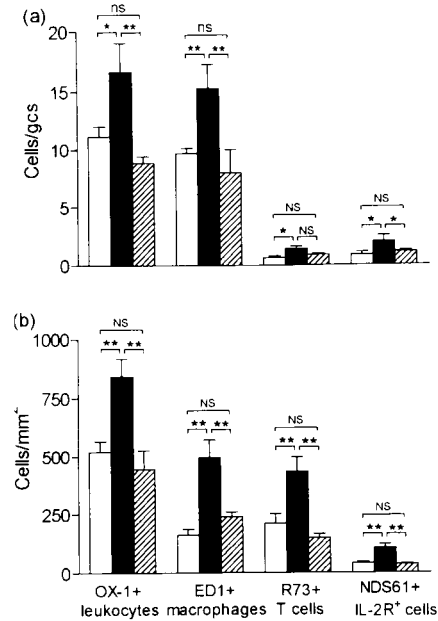 (a)
ns ns
* ** ** **
NS NS
* NS * *
Cells/gcs
20
15
10
5
0
(b)
NS
** **
NS NS
** ** ** **
NS
** **
Cells/mm²
1000
750
500
250
0
OX-1+ ED1+ R73+ NDS61+
leukocytes macrophages T cells IL-2R⁺ cells